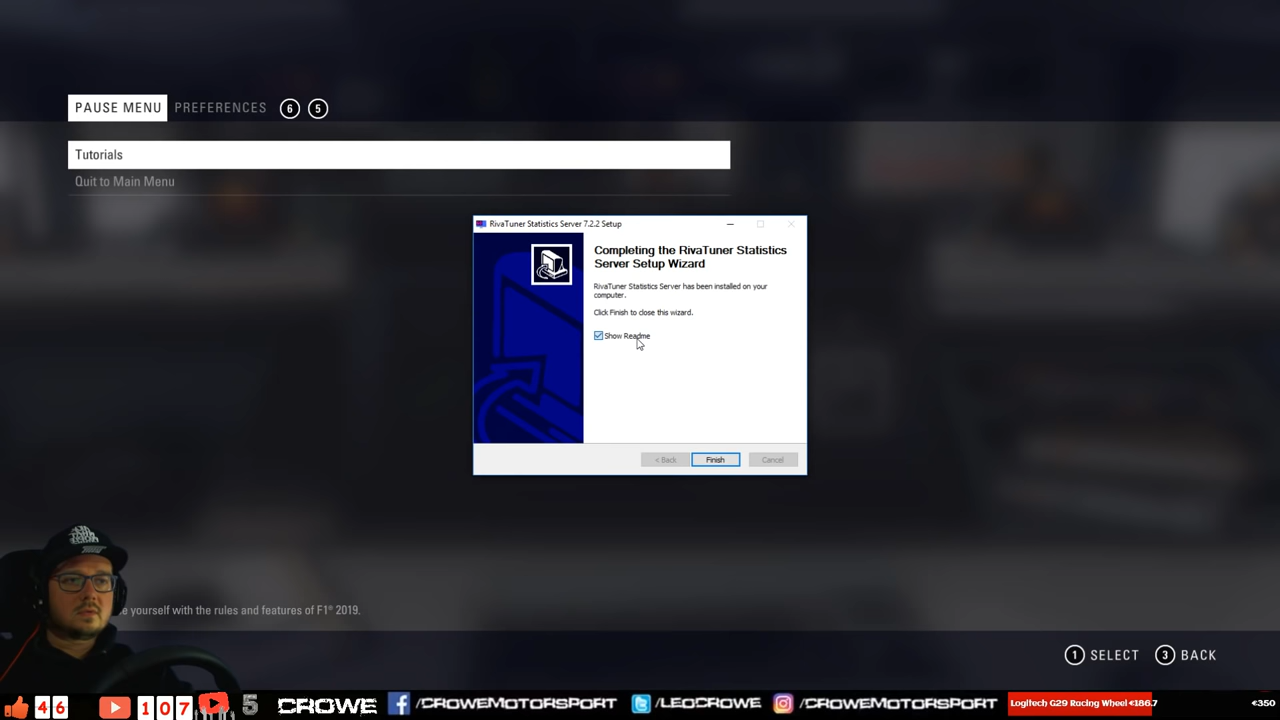 PAUSE MENU PREFERENCES 6 5
Tutorials
Quit to Main Menu
RivaTuner Statistics Server 7.2.2 Setup
Completing the RivaTuner Statistics
Server Setup Wizard
RivaTuner Statistics Server has been installed on your
computer.
Click Finish to close this wizard.
Show Readme
< Back Finish Cancel
e yourself with the rules and features of F1® 2019.
1 SELECT 3 BACK
46 107 5 CROWE /CROWEMOTORSPORT /LEOCROWE /CROWEMOTORSPORT Logitech G29 Racing Wheel €186.7 €350